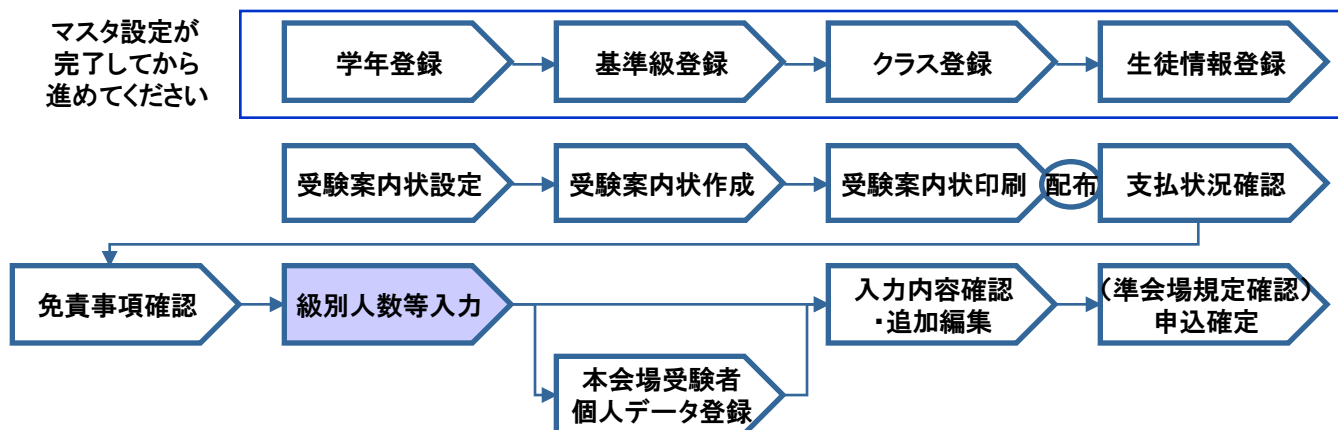 マスタ設定が
完了してから
進めてください
学年登録
基準級登録
クラス登録
生徒情報登録
受験案内状設定
受験案内状作成
受験案内状印刷
配布
支払状況確認
免責事項確認
級別人数等入力
入力内容確認
・追加編集
（準会場規定確認）
申込確定
本会場受験者
個人データ登録